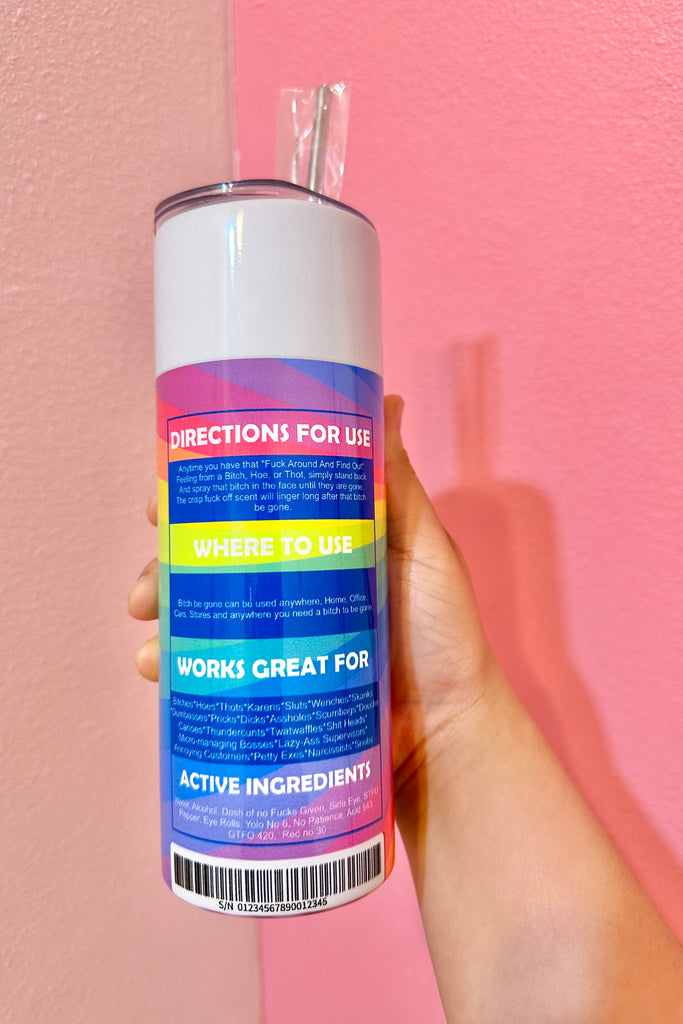 DIRECTIONS FOR USE
Anytime you have that "Fuck Around And Find Out"
Feeling from a Bitch, Hoe, or Thot, simply stand back
And spray that bitch in the face until they are gone.
The crisp fuck off scent will linger long after that bitch
be gone.
WHERE TO USE
Bitch be gone can be used anywhere, Home, Office,
Cars, Stores and anywhere you need a bitch to be gone.
WORKS GREAT FOR
Bitches*Hoes*Thots*Karens*Sluts*Wenches*Skanks
*Dumbasses*Pricks*Dicks*Assholes*Scumbags*Douche
Canoes*Thundercunts*Twatwaffles*Shit Heads*
Micro-managing Bosses*Lazy-Ass Supervisors*
Annoying Customers*Petty Exes*Narcissists*Snobs
ACTIVE INGREDIENTS
Water, Alcohol, Dash of no Fucks Given, Side Eye, STFU
Pepper, Eye Rolls, Yolo No 6, No Patience, Acid 643,
GTFO 420, Red no 30
S/N 01234567890012345